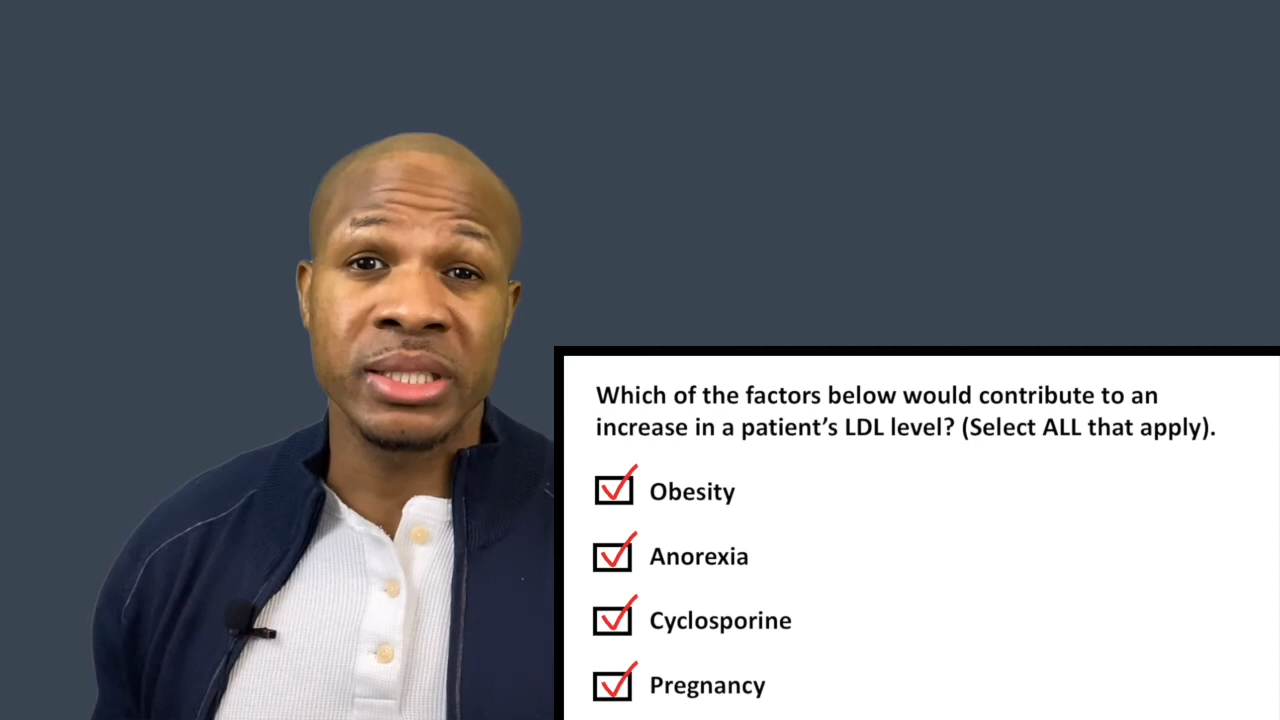 Which of the factors below would contribute to an
increase in a patient's LDL level? (Select ALL that apply).
Obesity
Anorexia
Cyclosporine
Pregnancy